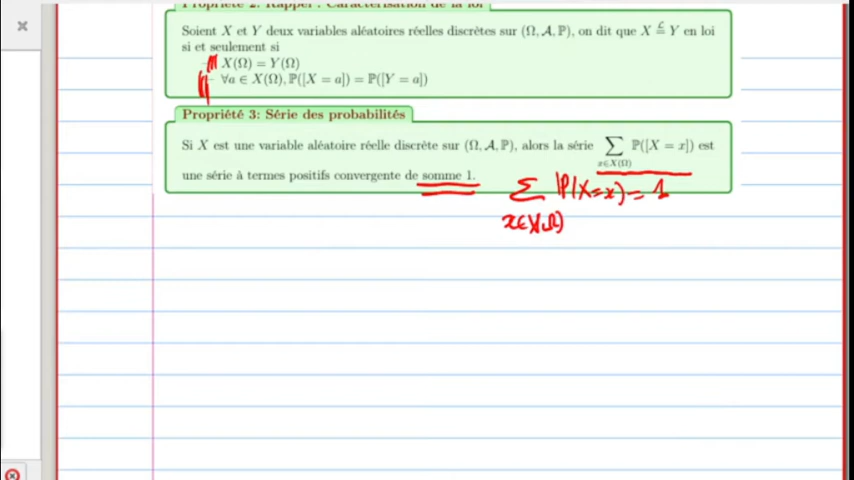 Propriété 2: Rappel : Caractérisation de la loi
Soient X et Y deux variables aléatoires réelles discrètes sur (Ω, 𝒜, ℙ), on dit que X =^ℒ Y en loi
si et seulement si
X(Ω) = Y(Ω)
∀a ∈ X(Ω), ℙ([X = a]) = ℙ([Y = a])
Propriété 3: Série des probabilités
Si X est une variable aléatoire réelle discrète sur (Ω, 𝒜, ℙ), alors la série ∑_{x∈X(Ω)} ℙ([X = x]) est
une série à termes positifs convergente de somme 1.
∑_{x∈X(Ω)} ℙ(X=x) = 1